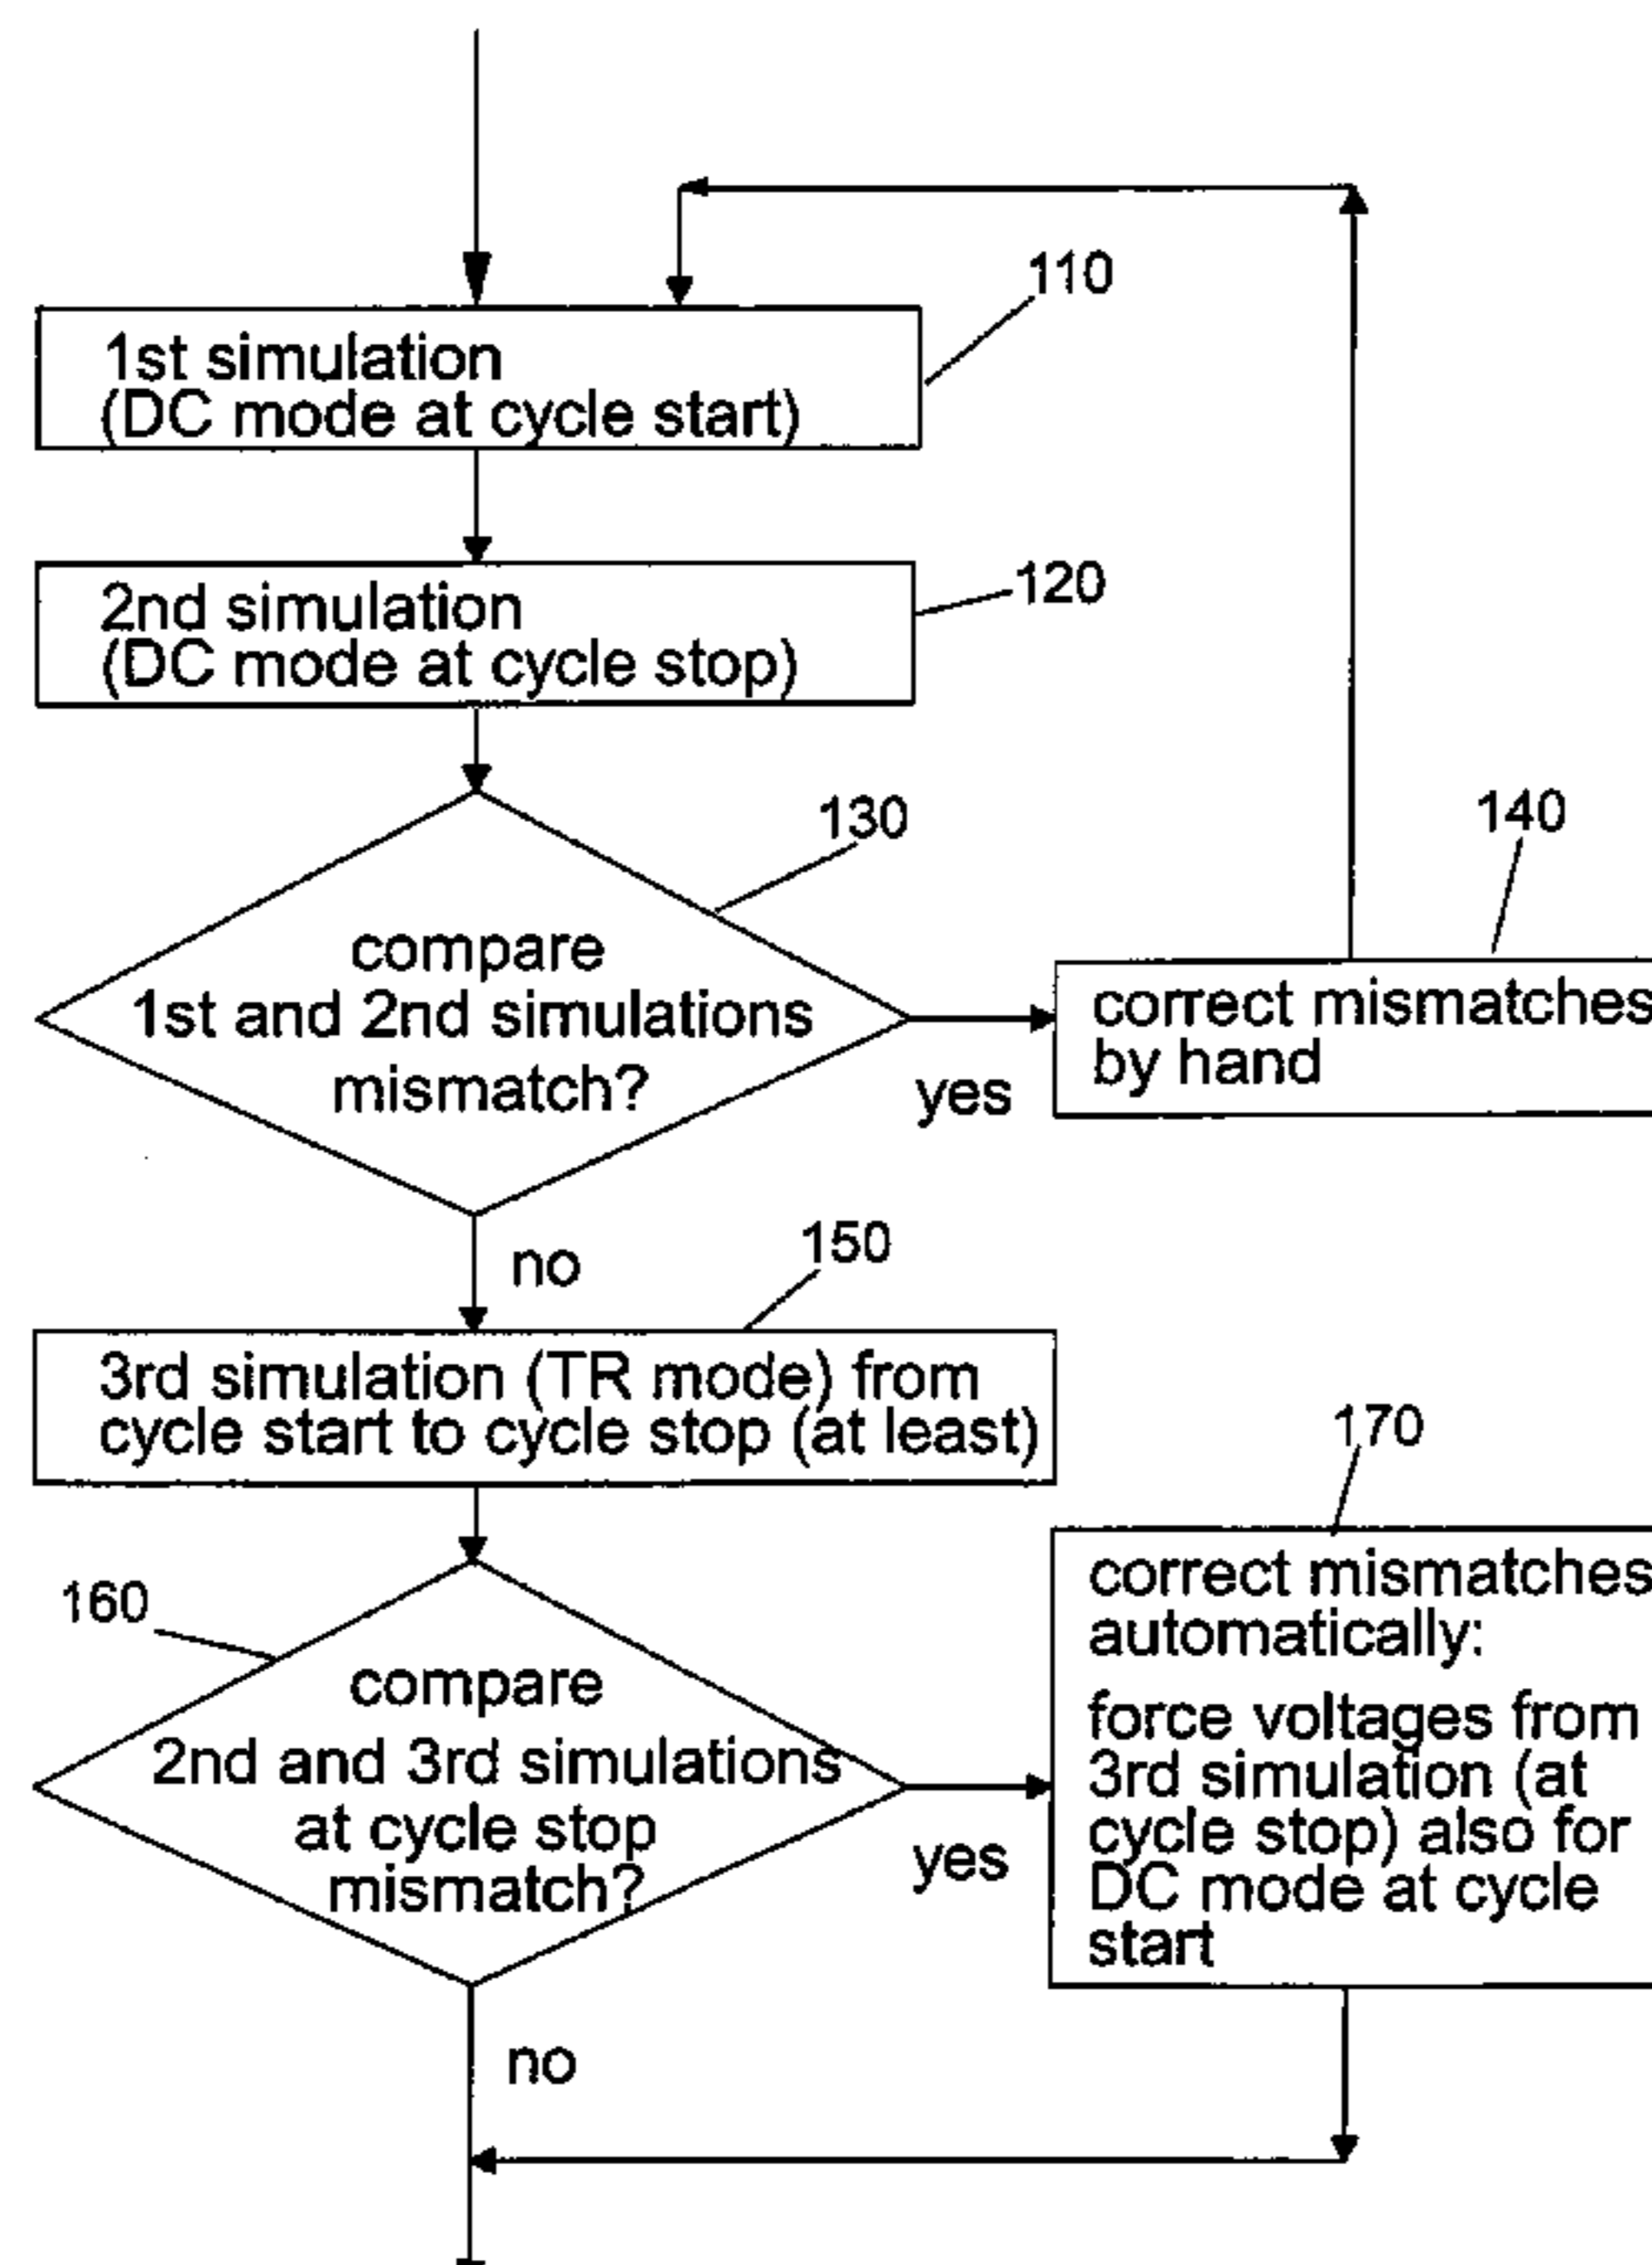 110
1st simulation
(DC mode at cycle start)
120
2nd simulation
(DC mode at cycle stop)
130
compare
1st and 2nd simulations
mismatch?
yes
140
correct mismatches
by hand
no
150
3rd simulation (TR mode) from
cycle start to cycle stop (at least)
160
compare
2nd and 3rd simulations
at cycle stop
mismatch?
yes
170
correct mismatches
automatically:
force voltages from
3rd simulation (at
cycle stop) also for
DC mode at cycle
start
no